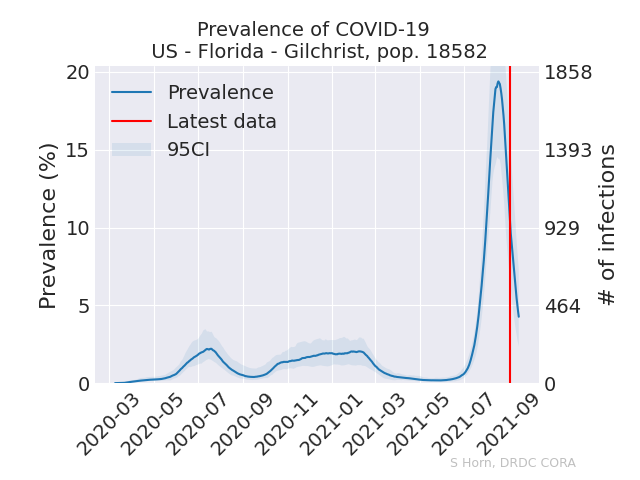 Prevalence of COVID-19
US - Florida - Gilchrist, pop. 18582
Prevalence
Latest data
95CI
Prevalence (%)
20
15
10
5
0
1858
1393
929
464
0
# of infections
2020-03
2020-05
2020-07
2020-09
2020-11
2021-01
2021-03
2021-05
2021-07
2021-09
S Horn, DRDC CORA